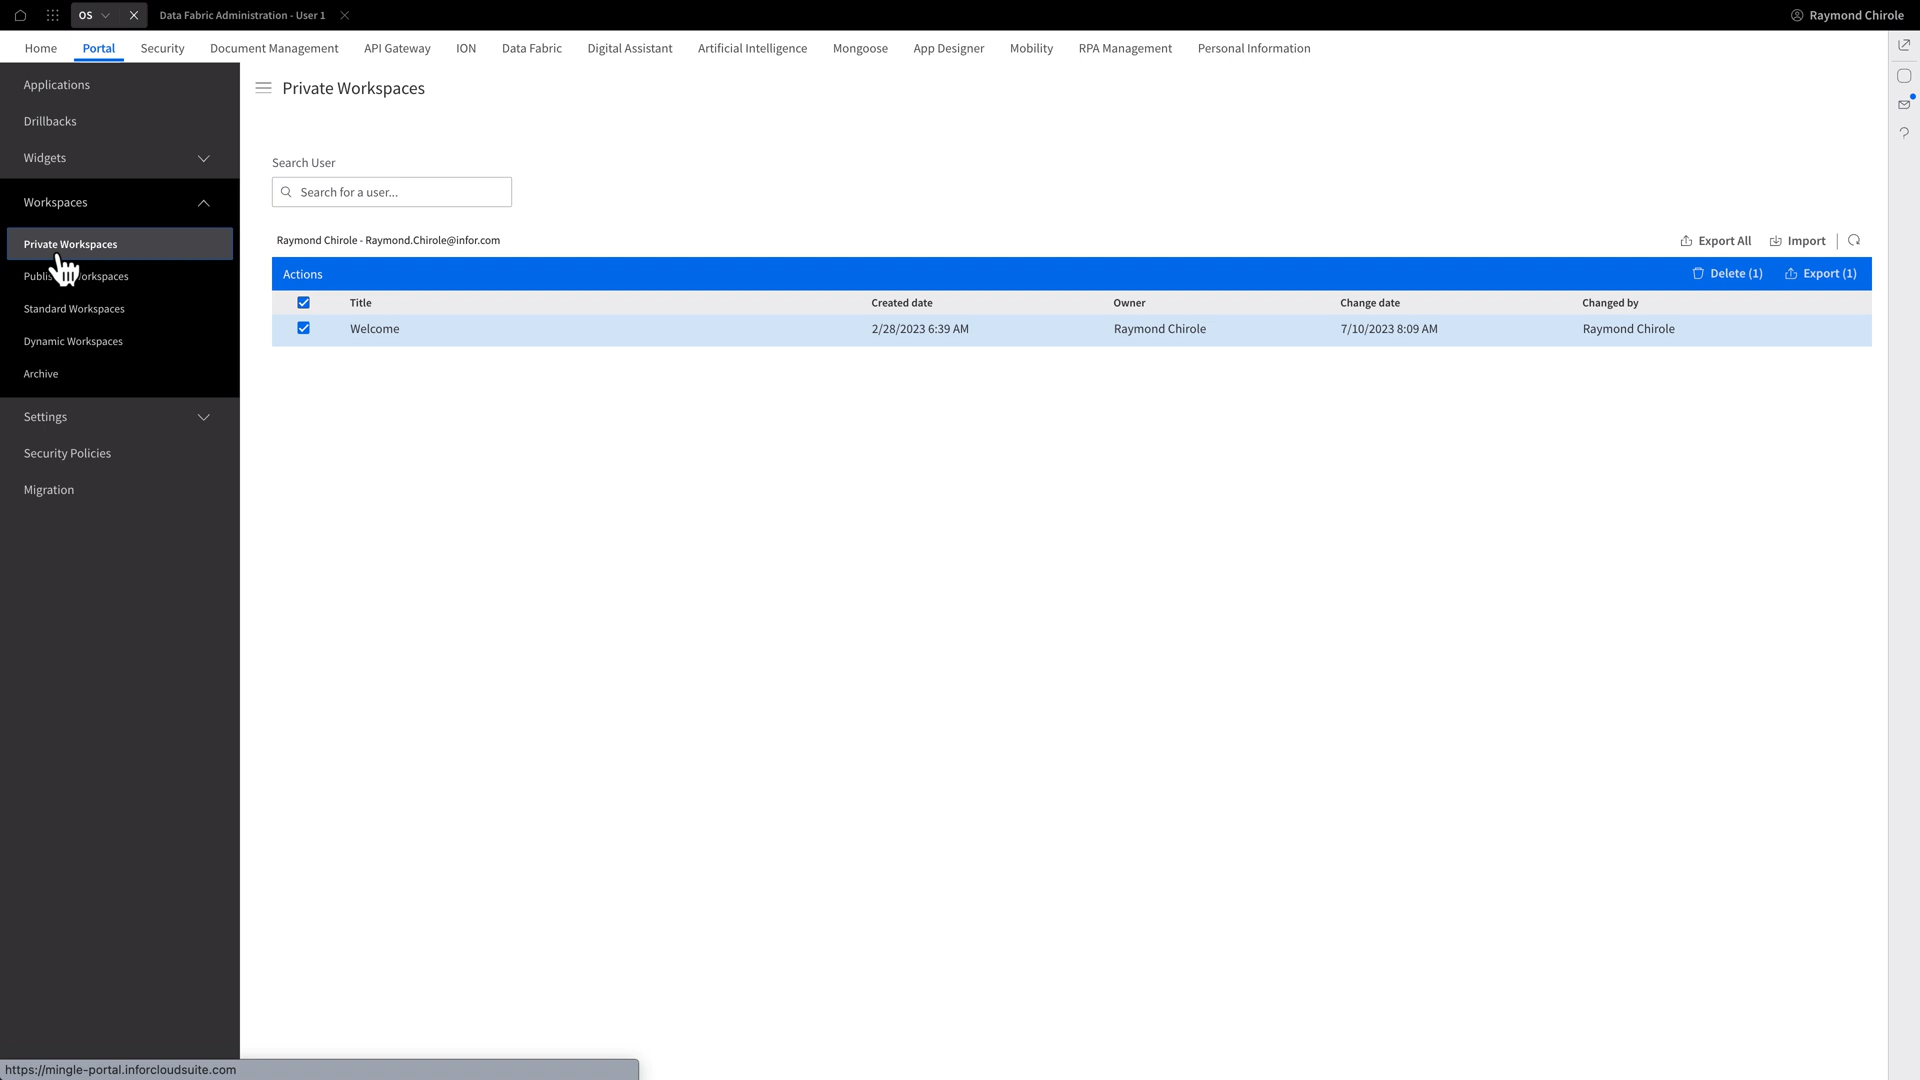 OS
Data Fabric Administration - User 1
Raymond Chirole
Home
Portal
Security
Document Management
API Gateway
ION
Data Fabric
Digital Assistant
Artificial Intelligence
Mongoose
App Designer
Mobility
RPA Management
Personal Information
Applications
Drillbacks
Widgets
Workspaces
Private Workspaces
Standard Workspaces
Dynamic Workspaces
Archive
Settings
Security Policies
Migration
Private Workspaces
Search User
Search for a user...
Raymond Chirole - Raymond.Chirole@infor.com
Export All
Import
Actions
Delete (1)
Export (1)
Title
Created date
Owner
Change date
Changed by
Welcome
2/28/2023 6:39 AM
Raymond Chirole
7/10/2023 8:09 AM
Raymond Chirole
https://mingle-portal.inforcloudsuite.com